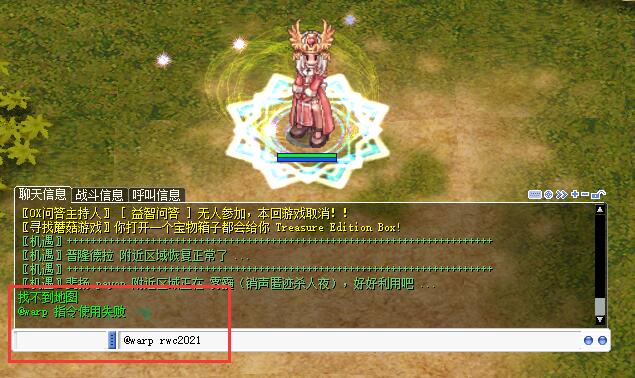 聊天信息 战斗信息 呼叫信息
〖OX问答主持人〗 [ 益智问答 ] 无人参加，本回游戏取消！！
〖寻找蘑菇游戏〗你打开一个宝物箱子都会给你 Treasure Edition Box!
〖机遇〗++++++++++++++++++++++++++++++++++++++++++++++++++++++++++++++++++++++++
〖机遇〗普隆德拉 附近区域恢复正常了 ...
〖机遇〗++++++++++++++++++++++++++++++++++++++++++++++++++++++++++++++++++++++++
〖机遇〗斐扬 payon 附近区域正在 雾霾（销声匿迹杀人夜），好好利用吧 ...
找不到地图
@warp 指令使用失败
@warp rwc2021